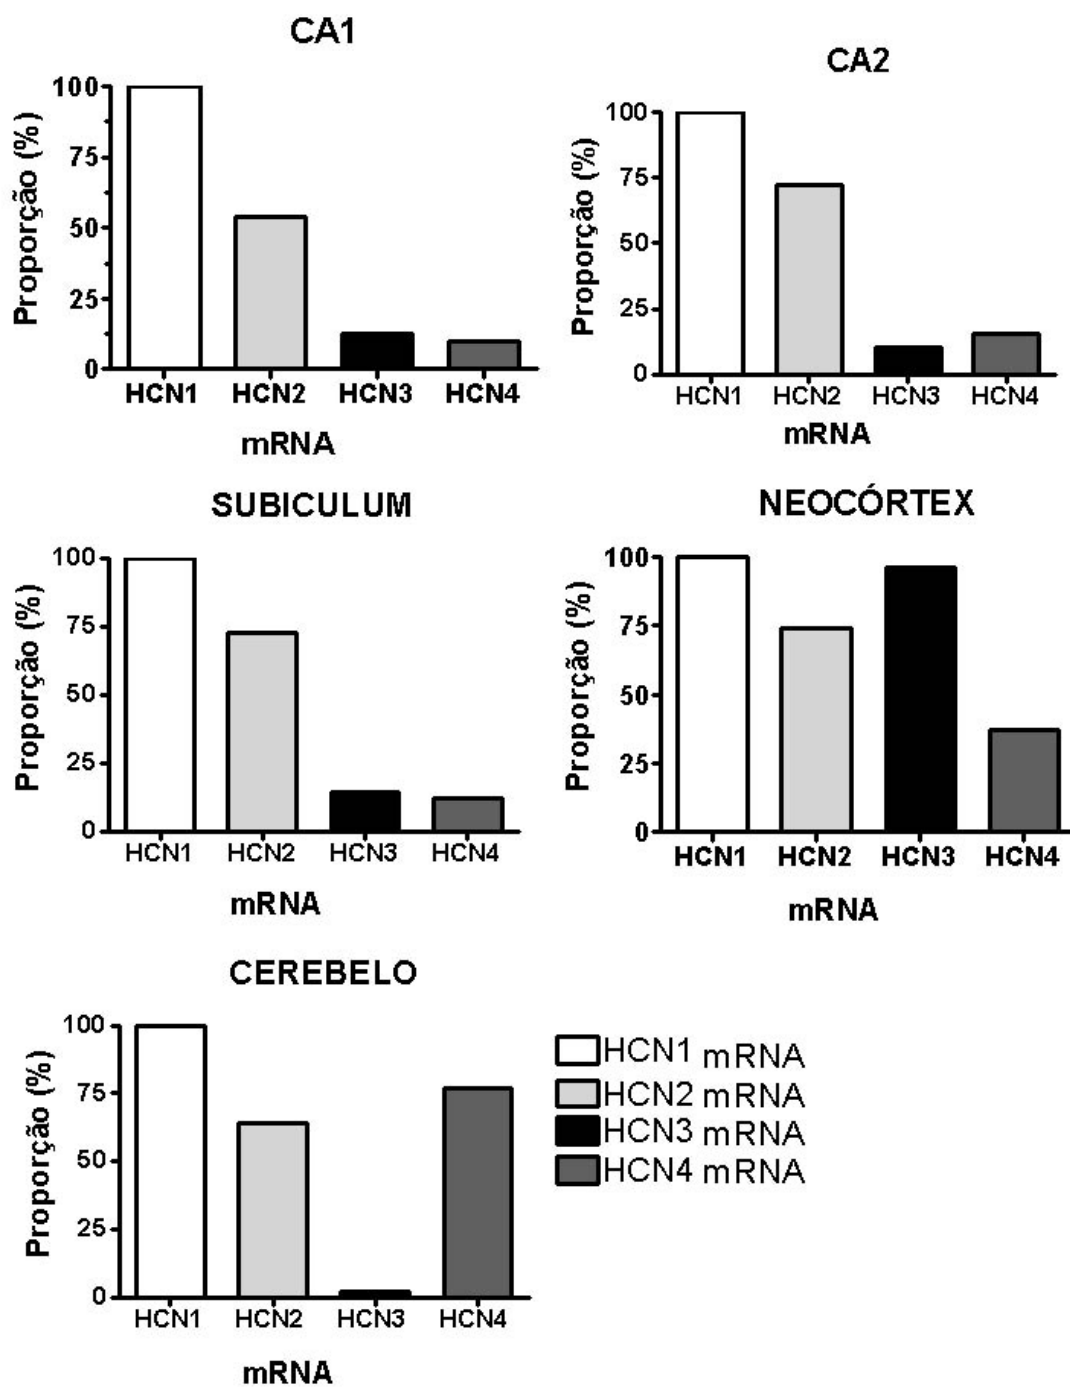 CA1
Proporção (%)
100
75
50
25
0
HCN1 HCN2 HCN3 HCN4
mRNA
CA2
Proporção (%)
100
75
50
25
0
HCN1 HCN2 HCN3 HCN4
mRNA
SUBICULUM
Proporção (%)
100
75
50
25
0
HCN1 HCN2 HCN3 HCN4
mRNA
NEOCÓRTEX
Proporção (%)
100
75
50
25
0
HCN1 HCN2 HCN3 HCN4
mRNA
CEREBELO
Proporção (%)
100
75
50
25
0
HCN1 HCN2 HCN3 HCN4
mRNA
HCN1 mRNA
HCN2 mRNA
HCN3 mRNA
HCN4 mRNA